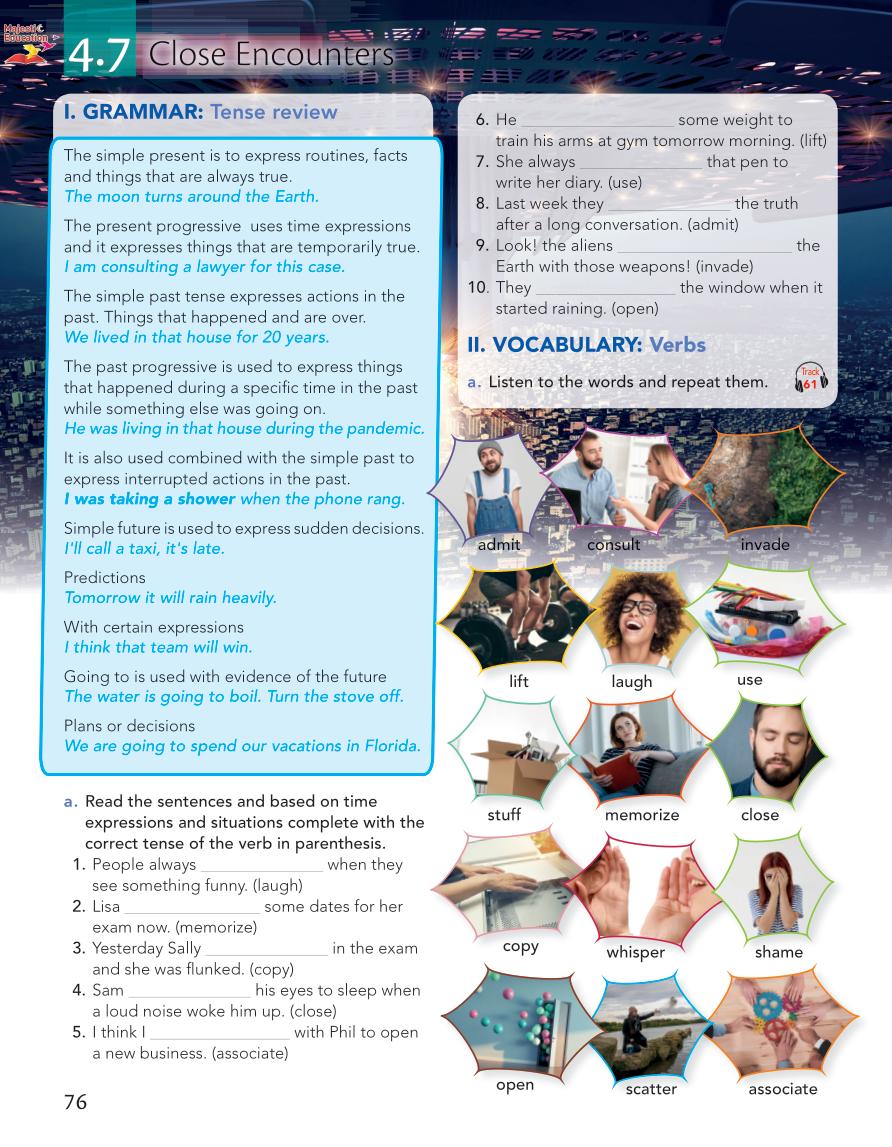 Majestic
Education
4.7 Close Encounters
I. GRAMMAR: Tense review
The simple present is to express routines, facts
and things that are always true.
The moon turns around the Earth.
The present progressive uses time expressions
and it expresses things that are temporarily true.
I am consulting a lawyer for this case.
The simple past tense expresses actions in the
past. Things that happened and are over.
We lived in that house for 20 years.
The past progressive is used to express things
that happened during a specific time in the past
while something else was going on.
He was living in that house during the pandemic.
It is also used combined with the simple past to
express interrupted actions in the past.
I was taking a shower when the phone rang.
Simple future is used to express sudden decisions.
I'll call a taxi, it's late.
Predictions
Tomorrow it will rain heavily.
With certain expressions
I think that team will win.
Going to is used with evidence of the future
The water is going to boil. Turn the stove off.
Plans or decisions
We are going to spend our vacations in Florida.
a. Read the sentences and based on time
expressions and situations complete with the
correct tense of the verb in parenthesis.
1. People always ____________ when they
see something funny. (laugh)
2. Lisa ____________ some dates for her
exam now. (memorize)
3. Yesterday Sally ____________ in the exam
and she was flunked. (copy)
4. Sam ____________ his eyes to sleep when
a loud noise woke him up. (close)
5. I think I ____________ with Phil to open
a new business. (associate)
76
6. He ____________ some weight to
train his arms at gym tomorrow morning. (lift)
7. She always ____________ that pen to
write her diary. (use)
8. Last week they ____________ the truth
after a long conversation. (admit)
9. Look! the aliens ____________ the
Earth with those weapons! (invade)
10. They ____________ the window when it
started raining. (open)
II. VOCABULARY: Verbs
a. Listen to the words and repeat them.
Track
61
admit consult invade
lift laugh use
stuff memorize close
copy whisper shame
open scatter associate